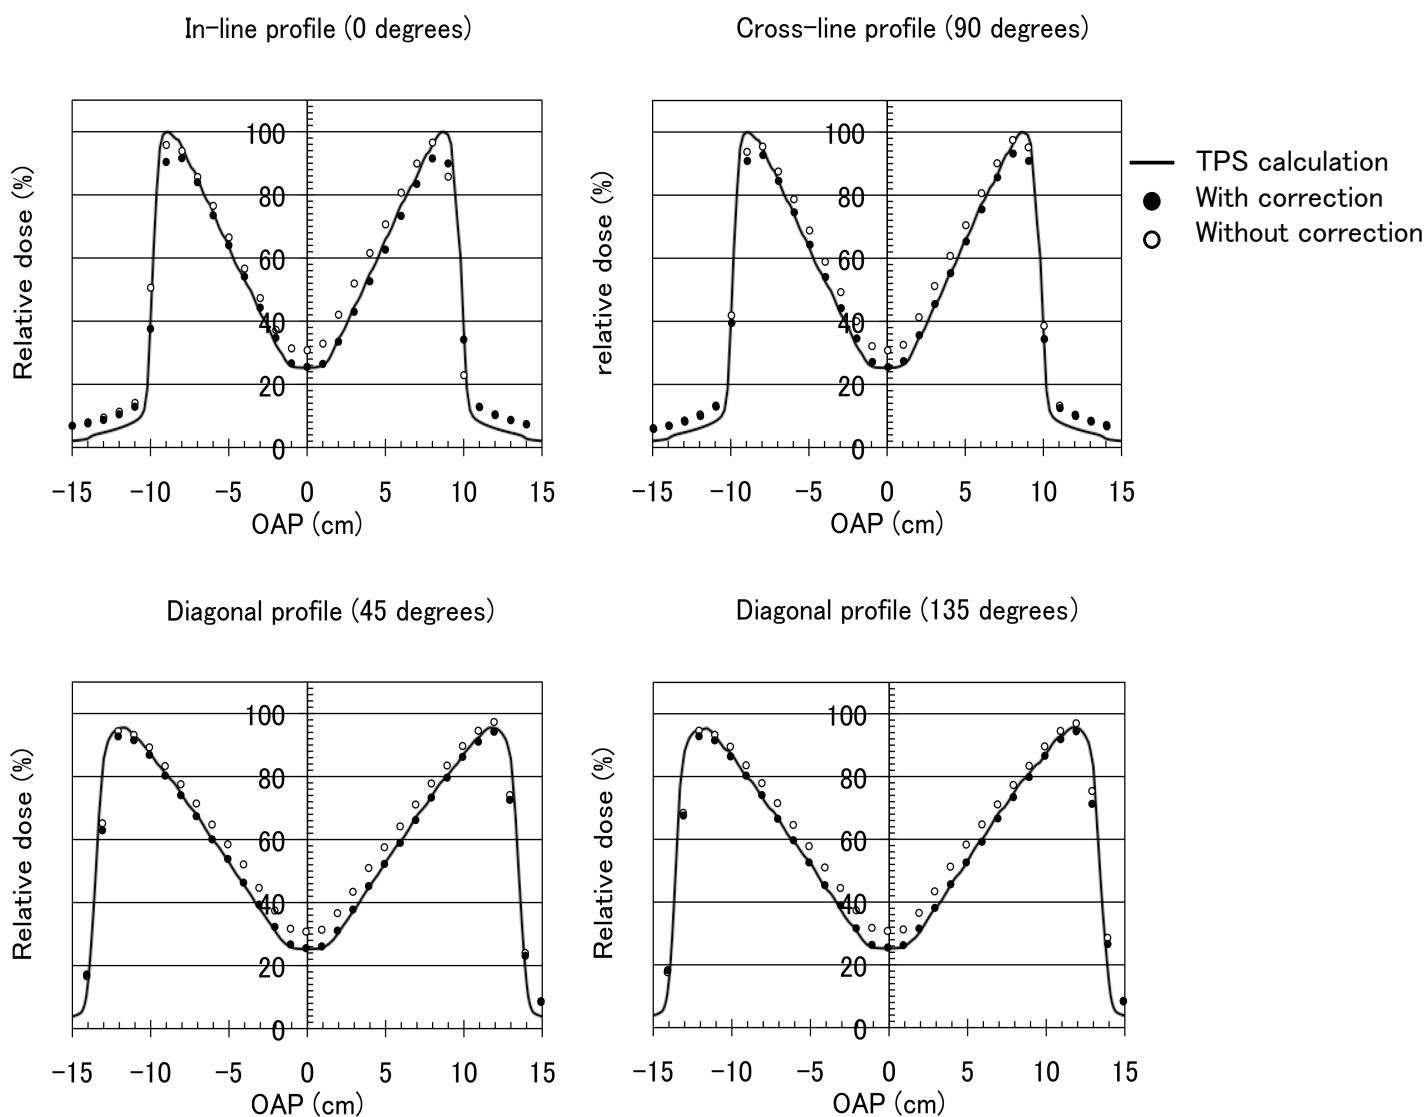 In-line profile (0 degrees)
Relative dose (%)
100
80
60
40
20
0
-15 -10 -5 0 5 10 15
OAP (cm)
Cross-line profile (90 degrees)
relative dose (%)
100
80
60
40
20
0
-15 -10 -5 0 5 10 15
OAP (cm)
TPS calculation
With correction
Without correction
Diagonal profile (45 degrees)
Relative dose (%)
100
80
60
40
20
0
-15 -10 -5 0 5 10 15
OAP (cm)
Diagonal profile (135 degrees)
Relative dose (%)
100
80
60
40
20
0
-15 -10 -5 0 5 10 15
OAP (cm)